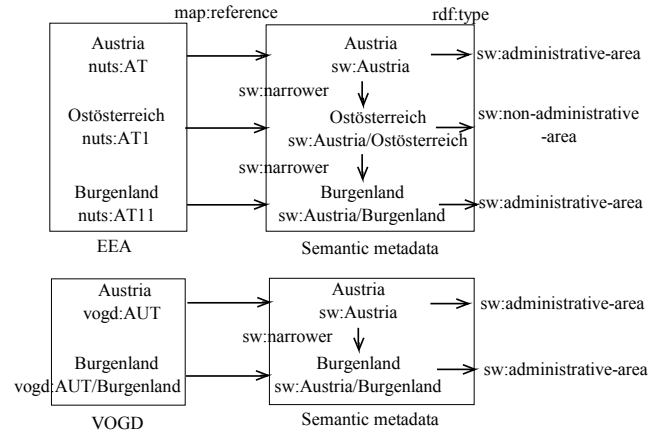 map:reference rdf:type
Austria Austria
nuts:AT sw:Austria sw:administrative-area
sw:narrower
Ostösterreich Ostösterreich sw:non-administrative
nuts:AT1 sw:Austria/Ostösterreich -area
sw:narrower
Burgenland Burgenland
nuts:AT11 sw:Austria/Burgenland sw:administrative-area
EEA Semantic metadata
Austria Austria
vogd:AUT sw:Austria sw:administrative-area
sw:narrower
Burgenland Burgenland
vogd:AUT/Burgenland sw:Austria/Burgenland sw:administrative-area
VOGD Semantic metadata